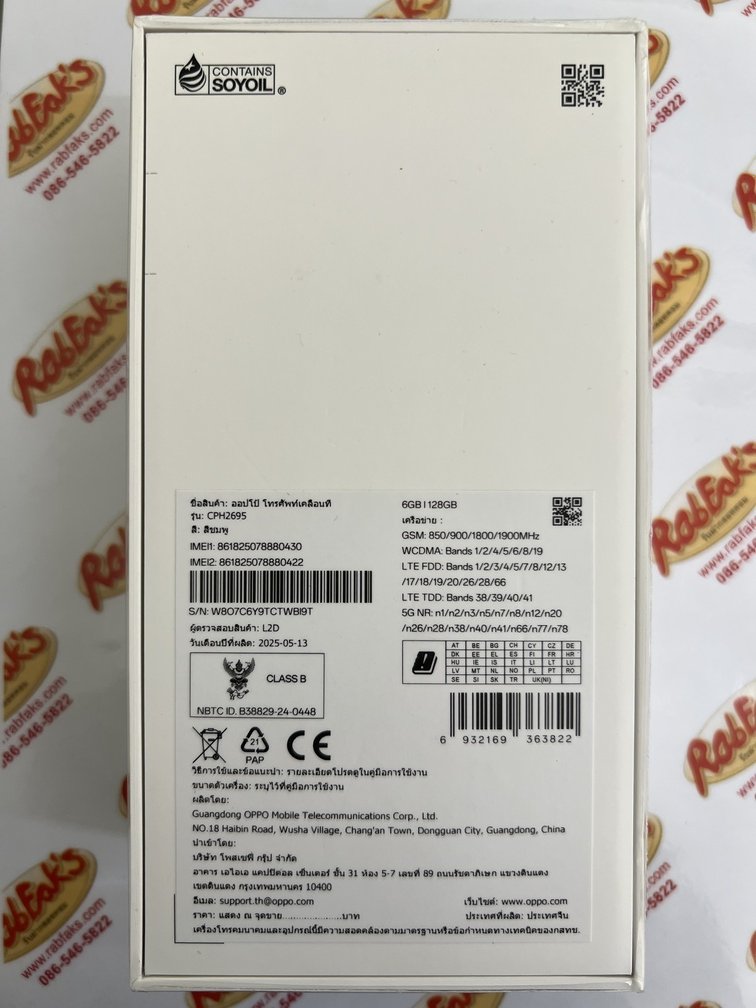 CONTAINS
SOYOIL ®
ชื่อสินค้า: ออปโป้ โทรศัพท์เคลื่อนที่
รุ่น: CPH2695
สี: สีชมพู
IMEI1: 861825078880430
IMEI2: 861825078880422
S/N: W8O7C6Y9TCTWBI9T
ผู้ตรวจสอบสินค้า: L2D
วันเดือนปีที่ผลิต: 2025-05-13
CLASS B
NBTC ID. B38829-24-0448
21
PAP
CE
6GB | 128GB
เครือข่าย :
GSM: 850/900/1800/1900MHz
WCDMA: Bands 1/2/4/5/6/8/19
LTE FDD: Bands 1/2/3/4/5/7/8/12/13
/17/18/19/20/26/28/66
LTE TDD: Bands 38/39/40/41
5G NR: n1/n2/n3/n5/n7/n8/n12/n20
/n26/n28/n38/n40/n41/n66/n77/n78
AT BE BG CH CY CZ DE
DK EE EL ES FI FR HR
HU IE IS IT LI LT LU
LV MT NL NO PL PT RO
SE SI SK TR UK(NI)
6 932169 363822
วิธีการใช้และข้อแนะนำ: รายละเอียดโปรดดูในคู่มือการใช้งาน
ขนาดตัวเครื่อง: ระบุไว้ที่คู่มือการใช้งาน
ผลิตโดย:
Guangdong OPPO Mobile Telecommunications Corp., Ltd.
NO.18 Haibin Road, Wusha Village, Chang'an Town, Dongguan City, Guangdong, China
นำเข้าโดย:
บริษัท โพสเซฟี่ กรุ๊ป จำกัด
อาคาร เอไอเอ แคปปิตอล เซ็นเตอร์ ชั้น 31 ห้อง 5-7 เลขที่ 89 ถนนรัชดาภิเษก แขวงดินแดง
เขตดินแดง กรุงเทพมหานคร 10400
อีเมล: support.th@oppo.com เว็บไซต์: www.oppo.com
ราคา: แสดง ณ จุดขาย......................บาท ประเทศที่ผลิต: ประเทศจีน
เครื่องโทรคมนาคมและอุปกรณ์นี้มีความสอดคล้องตามมาตรฐานหรือข้อกำหนดทางเทคนิคของกสทช.
RabEak's
www.rabfaks.com
086-546-5822